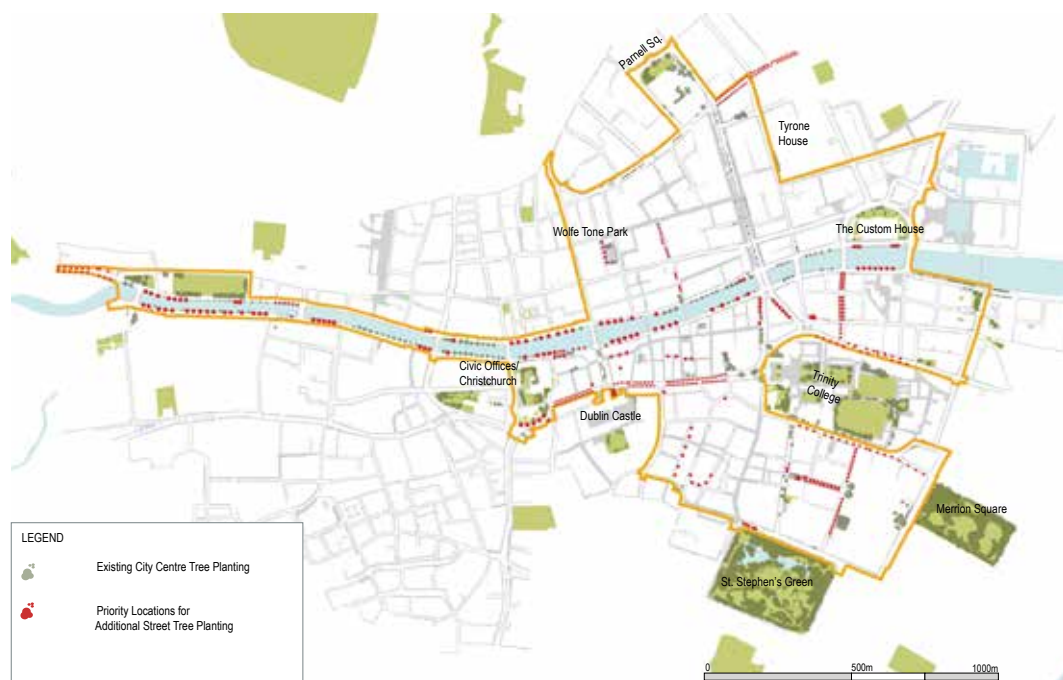 Parnell Sq.
Tyrone
House
Wolfe Tone Park
The Custom House
Civic Offices/
Christchurch
Trinity
College
Dublin Castle
Merrion Square
St. Stephen's Green
LEGEND
Existing City Centre Tree Planting
Priority Locations for
Additional Street Tree Planting
0
500m
1000m